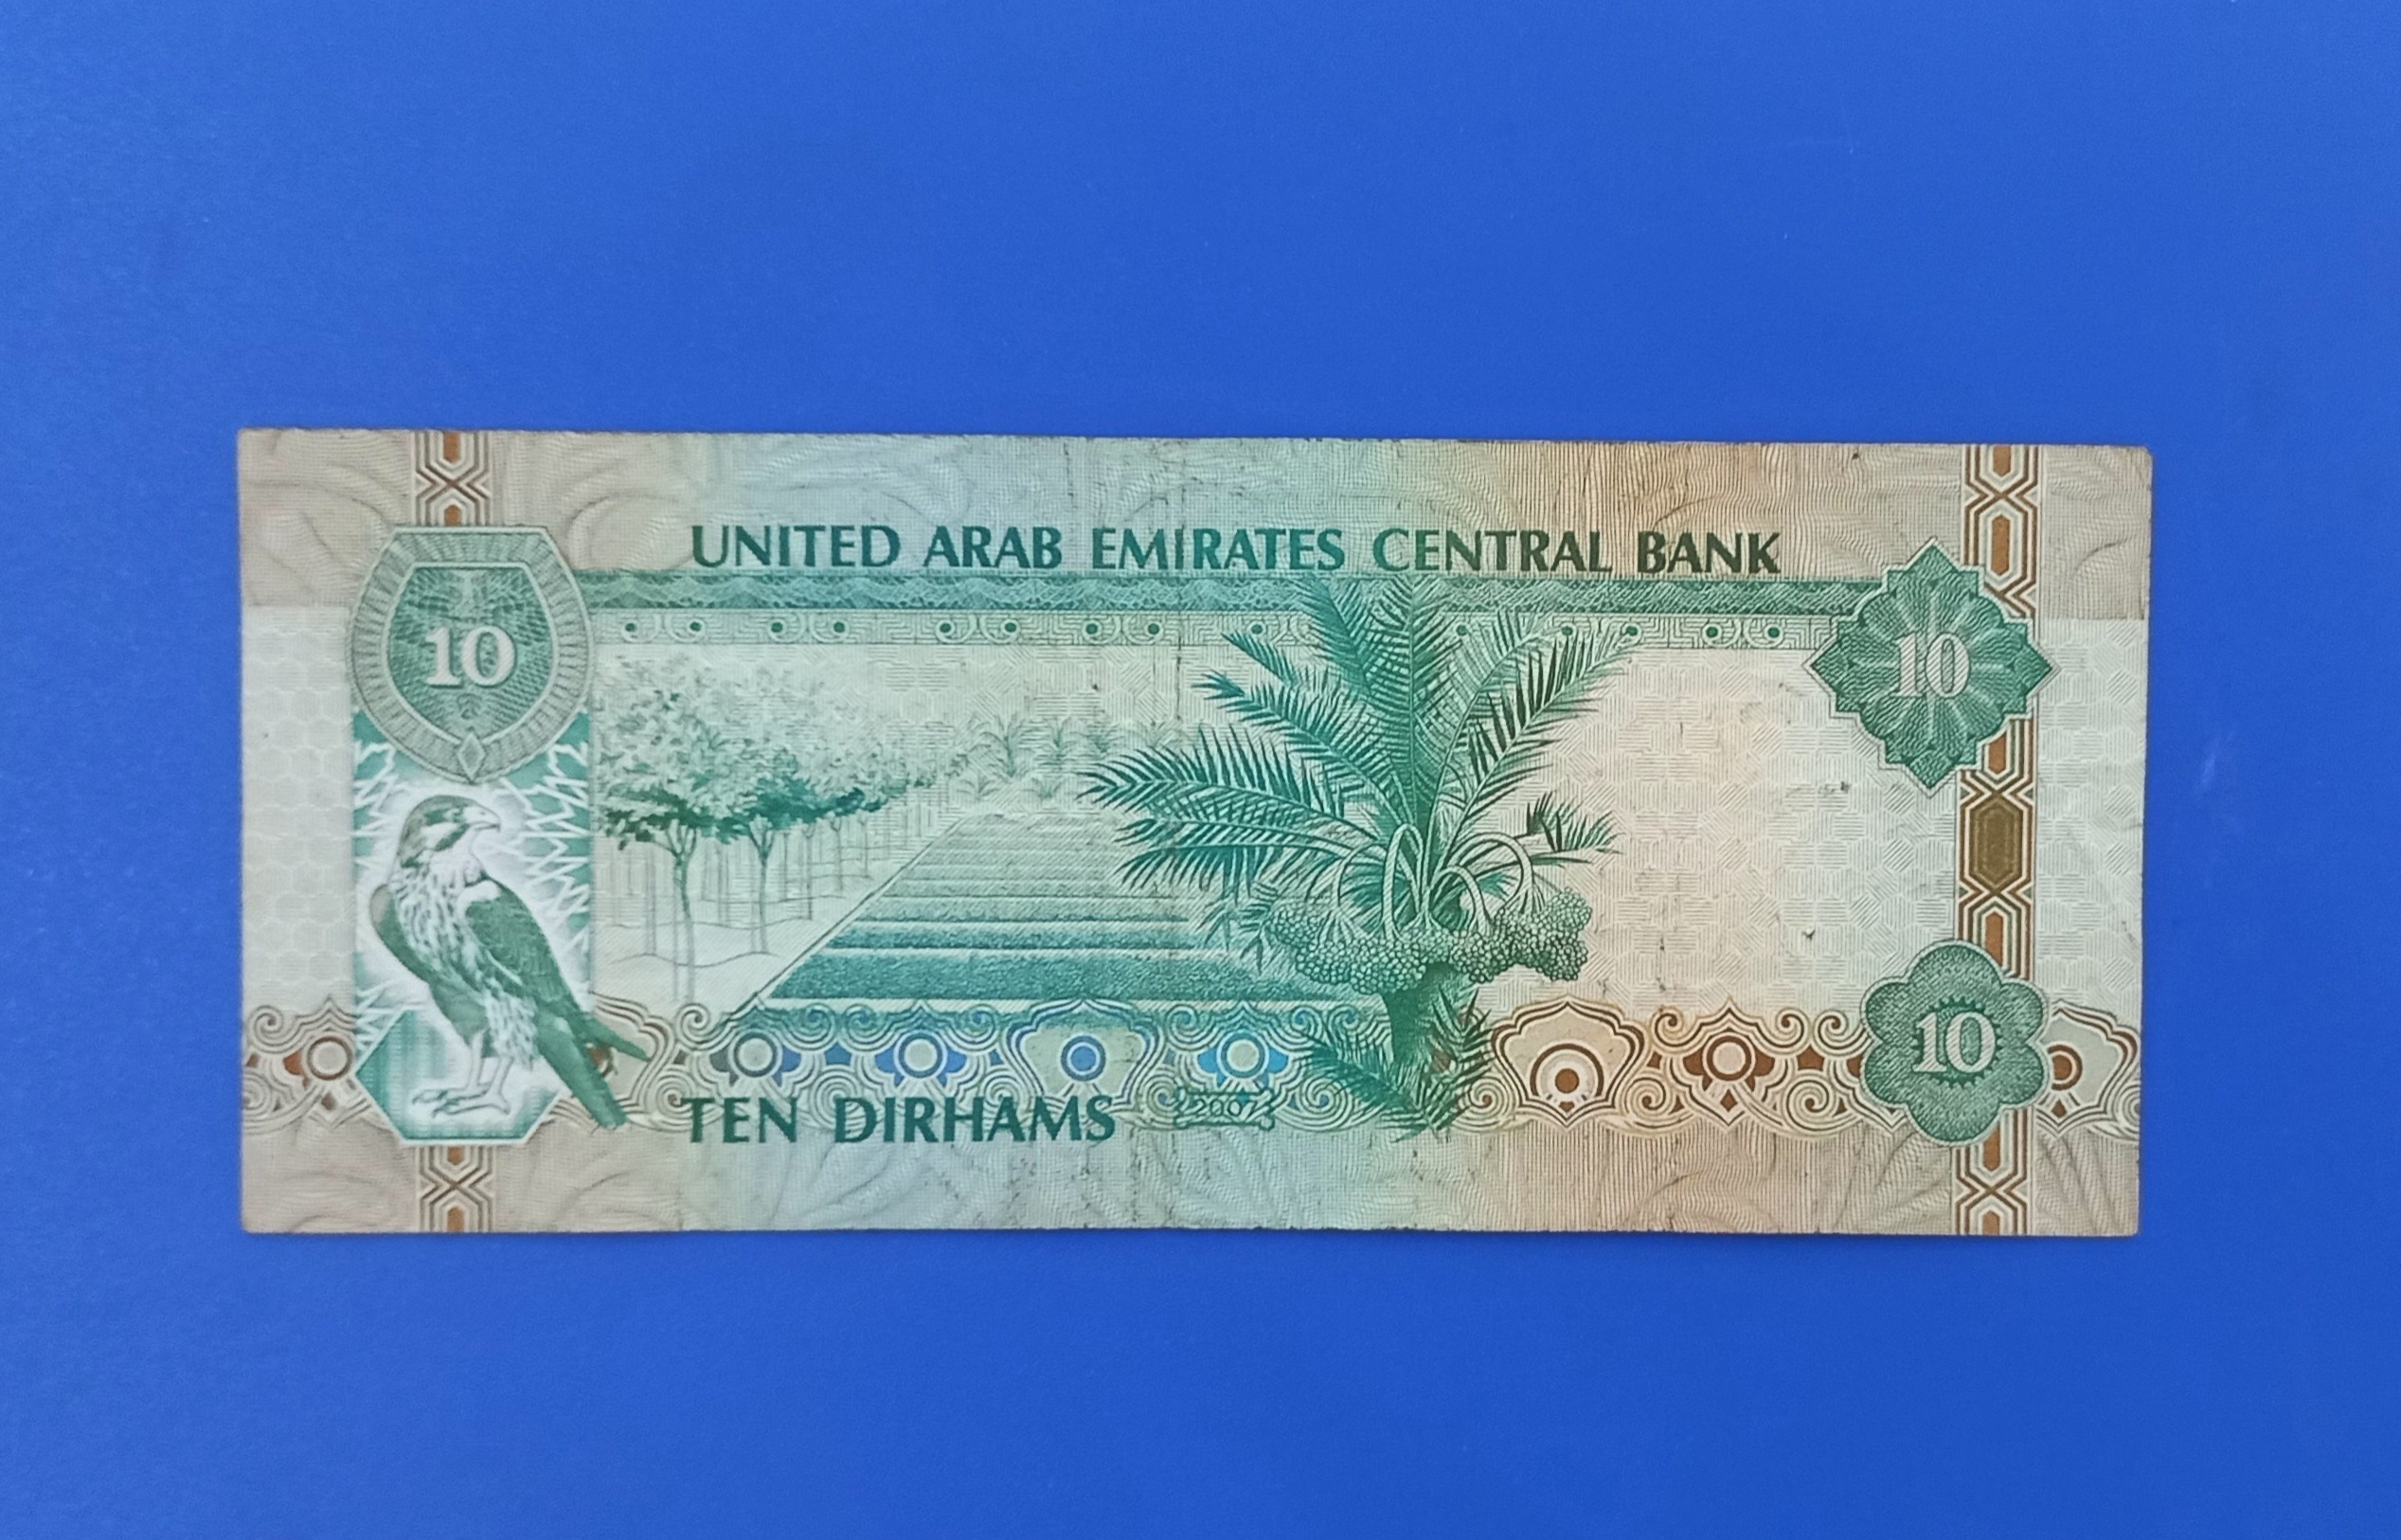 UNITED ARAB EMIRATES CENTRAL BANK
10
10
10
TEN DIRHAMS
2007